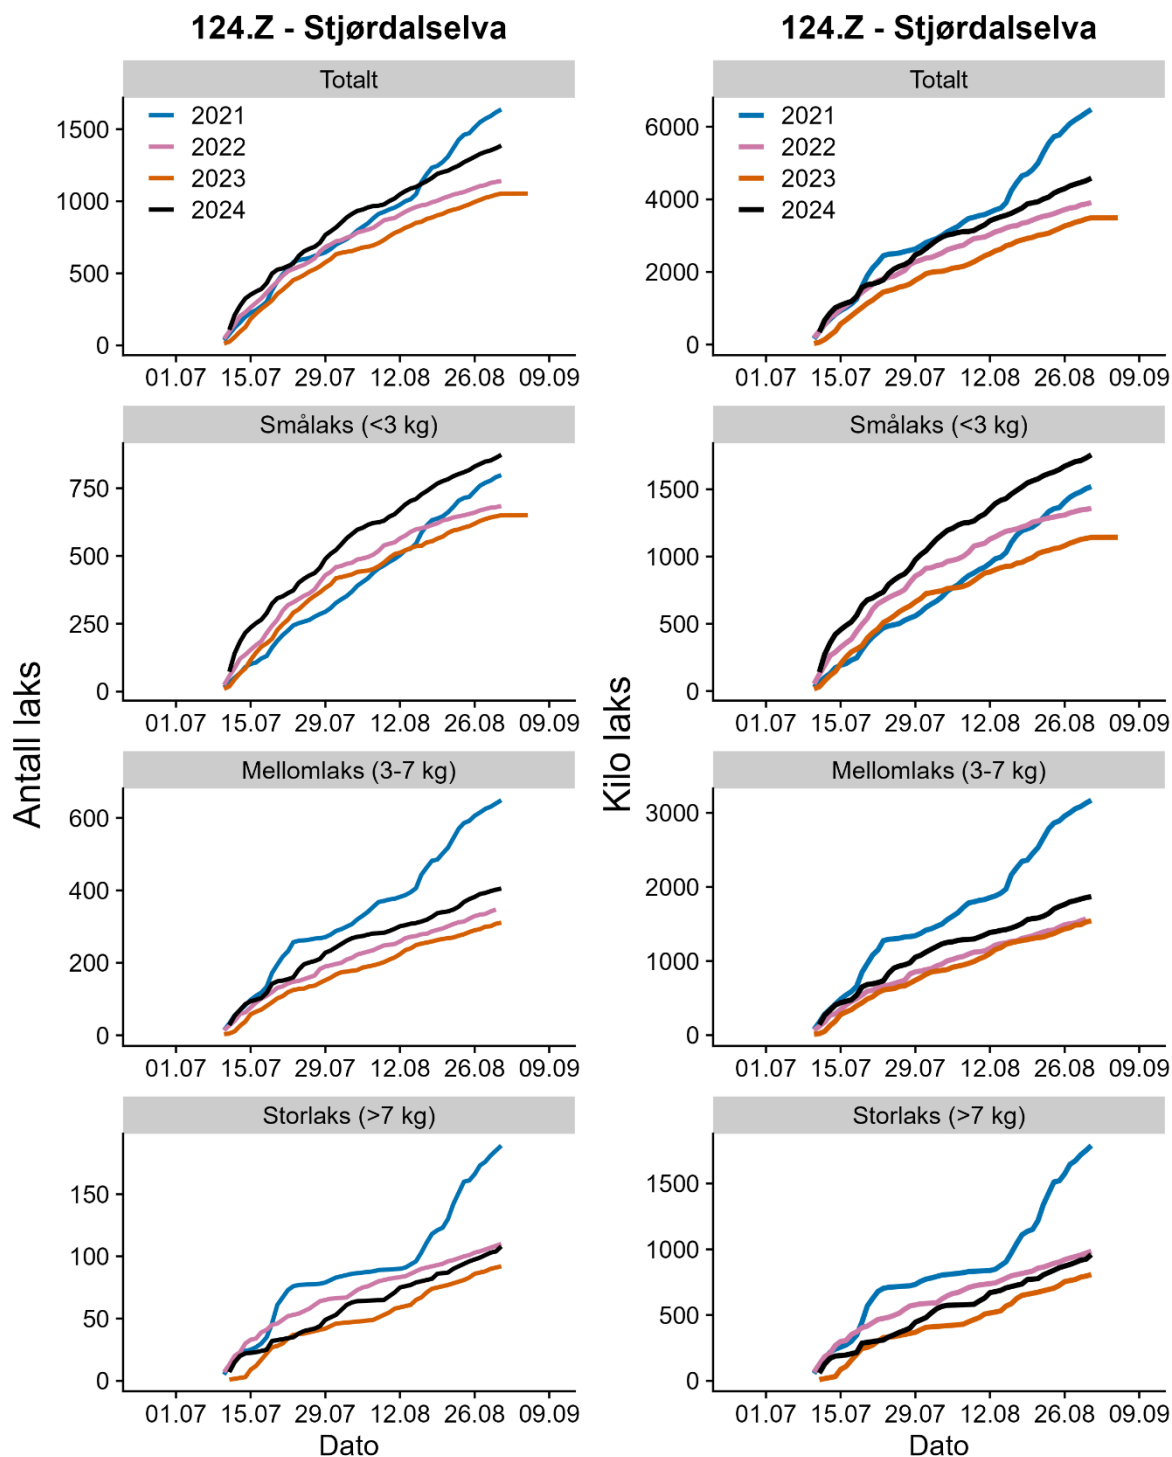 124.Z - Stjørdalselva
Totalt
2021
2022
2023
2024
1500
1000
500
0
01.07 15.07 29.07 12.08 26.08 09.09
Smålaks (<3 kg)
750
500
250
0
01.07 15.07 29.07 12.08 26.08 09.09
Mellomlaks (3-7 kg)
600
400
200
0
01.07 15.07 29.07 12.08 26.08 09.09
Storlaks (>7 kg)
150
100
50
0
01.07 15.07 29.07 12.08 26.08 09.09
Antall laks
Dato
124.Z - Stjørdalselva
Totalt
2021
2022
2023
2024
6000
4000
2000
0
01.07 15.07 29.07 12.08 26.08 09.09
Smålaks (<3 kg)
1500
1000
500
0
01.07 15.07 29.07 12.08 26.08 09.09
Mellomlaks (3-7 kg)
3000
2000
1000
0
01.07 15.07 29.07 12.08 26.08 09.09
Storlaks (>7 kg)
1500
1000
500
0
01.07 15.07 29.07 12.08 26.08 09.09
Kilo laks
Dato